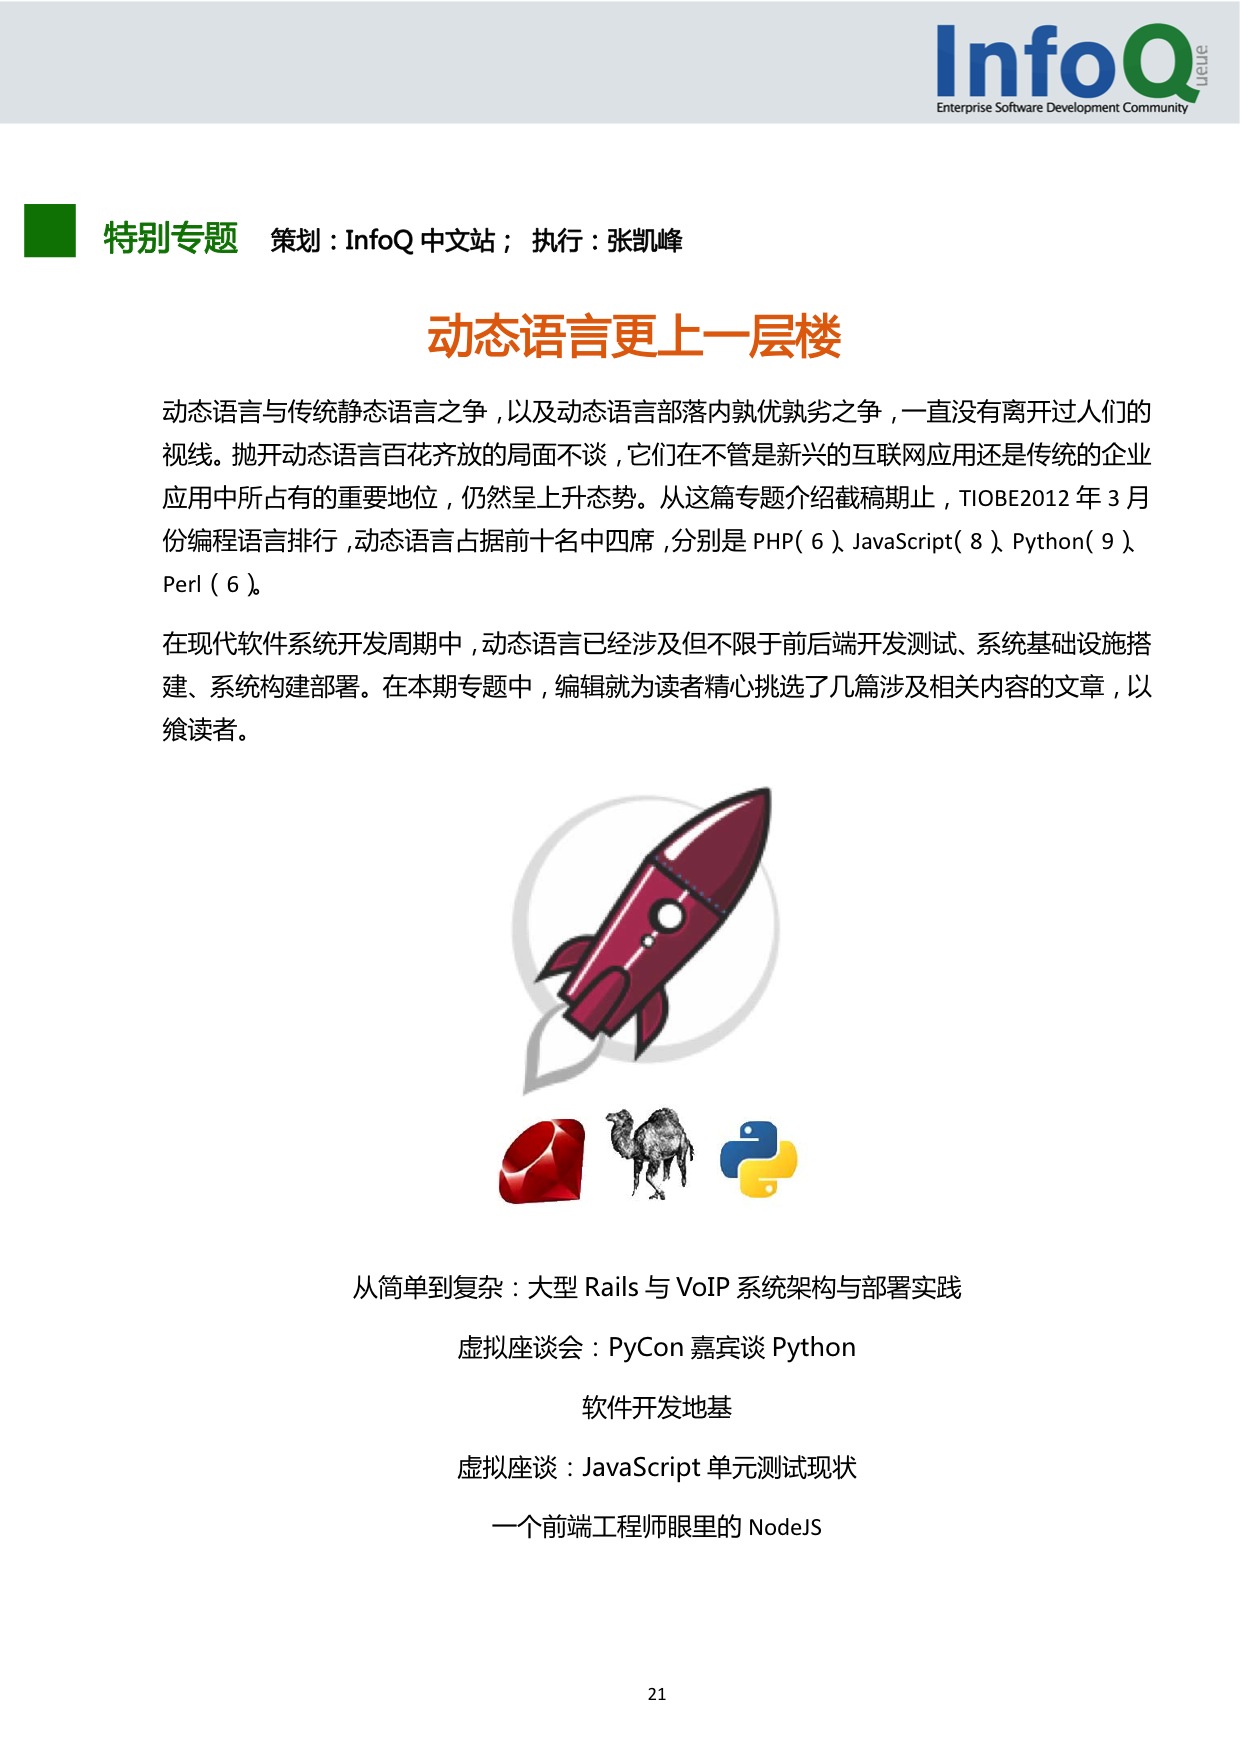 InfoQ
ueue
Enterprise Software Development Community
特别专题 策划：InfoQ 中文站； 执行：张凯峰
动态语言更上一层楼
动态语言与传统静态语言之争，以及动态语言部落内孰优孰劣之争，一直没有离开过人们的
视线。抛开动态语言百花齐放的局面不谈，它们在不管是新兴的互联网应用还是传统的企业
应用中所占有的重要地位，仍然呈上升态势。从这篇专题介绍截稿期止，TIOBE2012 年 3 月
份编程语言排行，动态语言占据前十名中四席，分别是 PHP（6）、JavaScript（8）、Python（9）、
Perl（6）。
在现代软件系统开发周期中，动态语言已经涉及但不限于前后端开发测试、系统基础设施搭
建、系统构建部署。在本期专题中，编辑就为读者精心挑选了几篇涉及相关内容的文章，以
飨读者。
从简单到复杂：大型 Rails 与 VoIP 系统架构与部署实践
虚拟座谈会：PyCon 嘉宾谈 Python
软件开发地基
虚拟座谈：JavaScript 单元测试现状
一个前端工程师眼里的 NodeJS
21